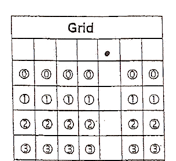 Grid
.
⓪ ⓪ ⓪ ⓪ ⓪ ⓪
① ① ① ① ① ①
② ② ② ② ② ②
③ ③ ③ ③ ③ ③